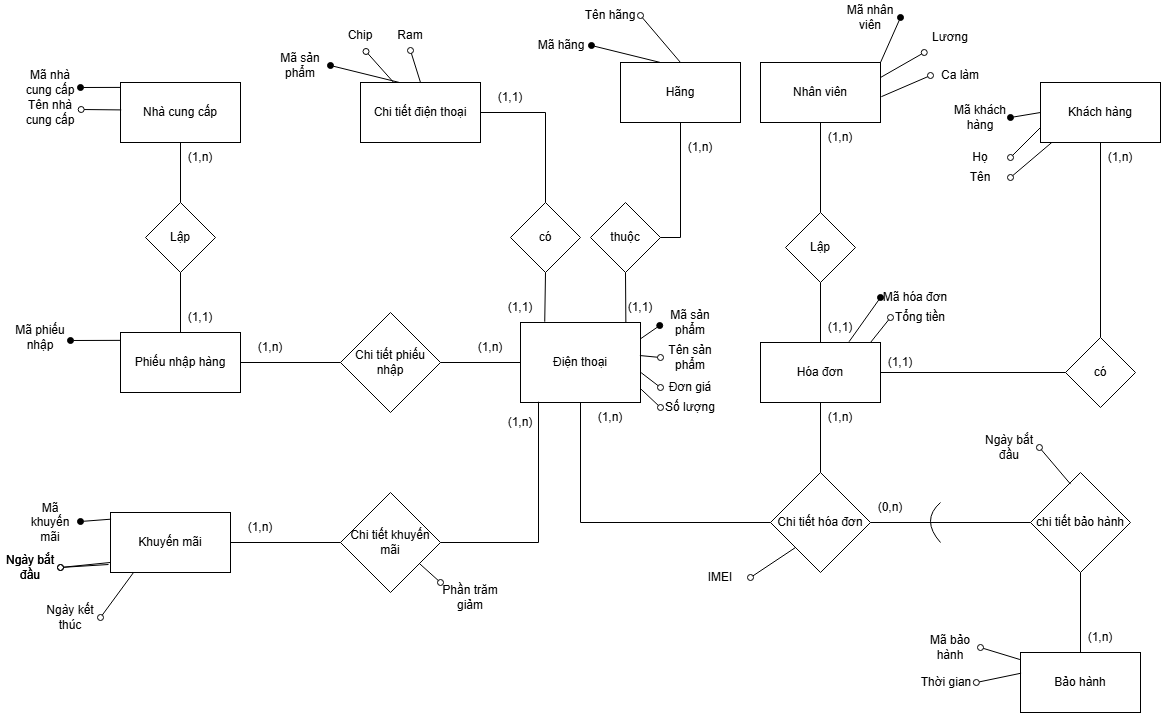 Tên hãng
Mã nhân
viên
Chip
Ram
Mã hãng
Lương
Mã sản
phẩm
Ca làm
Mã nhà
cung cấp
Tên nhà
cung cấp
Nhà cung cấp
Chi tiết điện thoại
(1,1)
Hãng
Nhân viên
Mã khách
hàng
Khách hàng
(1,n)
(1,n)
(1,n)
(1,n)
Họ
Tên
Lập
có
thuộc
Lập
(1,1)
(1,1)
(1,1)
(1,1)
Mã hóa đơn
Tổng tiền
Mã phiếu
nhập
Phiếu nhập hàng
(1,n)
Chi tiết phiếu
nhập
(1,n)
Điện thoại
Mã sản
phẩm
Tên sản
phẩm
Đơn giá
Số lượng
Hóa đơn
(1,1)
có
(1,n)
(1,n)
(1,n)
Ngày bắt
đầu
Mã
khuyến
mãi
Khuyến mãi
(1,n)
Chi tiết khuyến
mãi
Chi tiết hóa đơn
(0,n)
chi tiết bảo hành
Ngày bắt
đầu
Ngày kết
thúc
Phần trăm
giảm
IMEI
(1,n)
Mã bảo
hành
Thời gian
Bảo hành